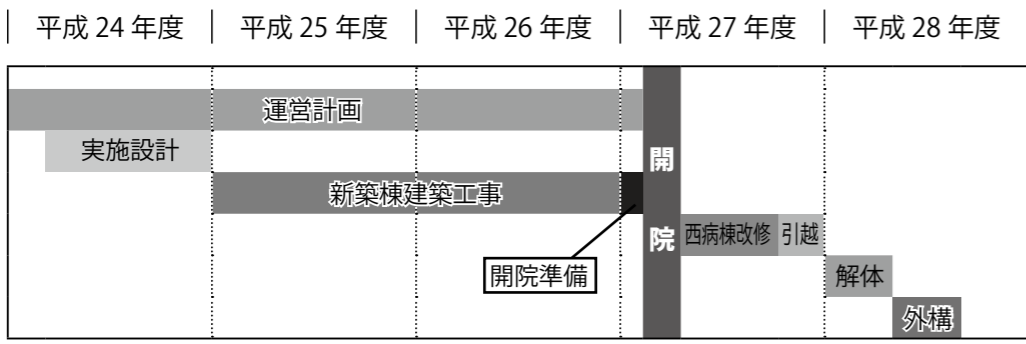 平成 24 年度
平成 25 年度
平成 26 年度
平成 27 年度
平成 28 年度
運営計画
実施設計
開院
新築棟建築工事
西病棟改修
引越
開院準備
解体
外構